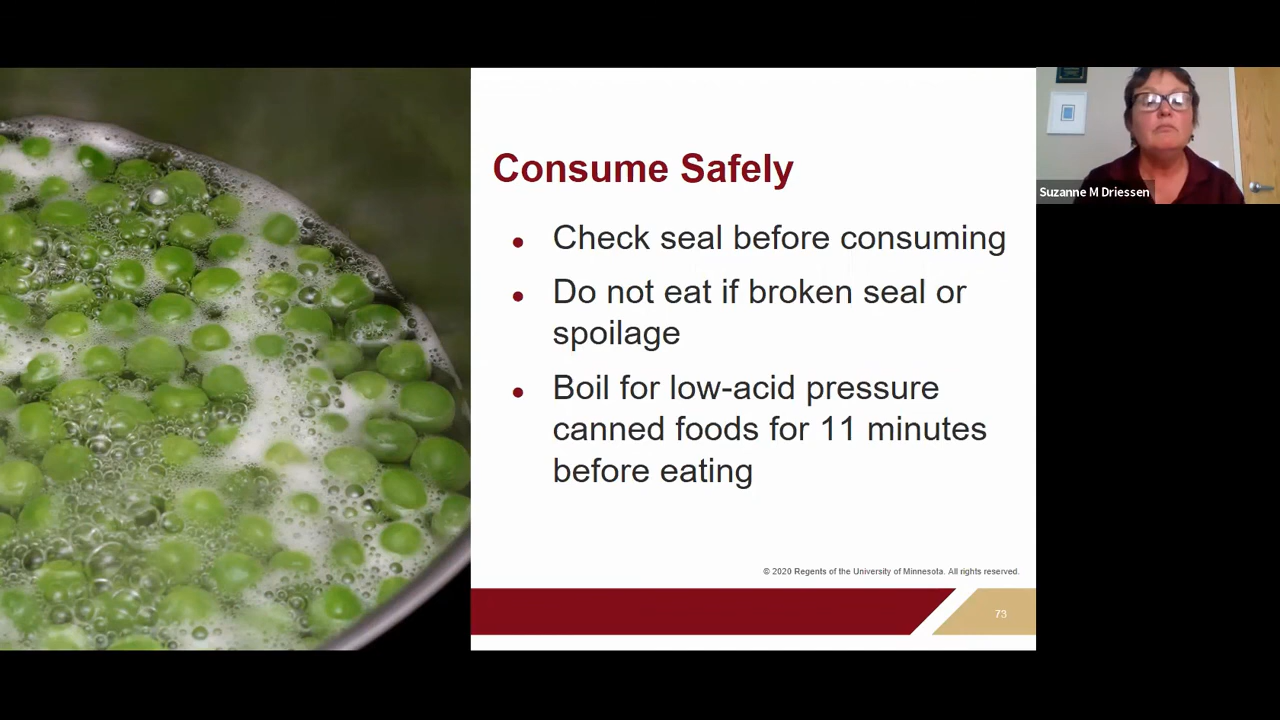 Consume Safely
• Check seal before consuming
• Do not eat if broken seal or
spoilage
• Boil for low-acid pressure
canned foods for 11 minutes
before eating
© 2020 Regents of the University of Minnesota. All rights reserved.
73
Suzanne M Driessen